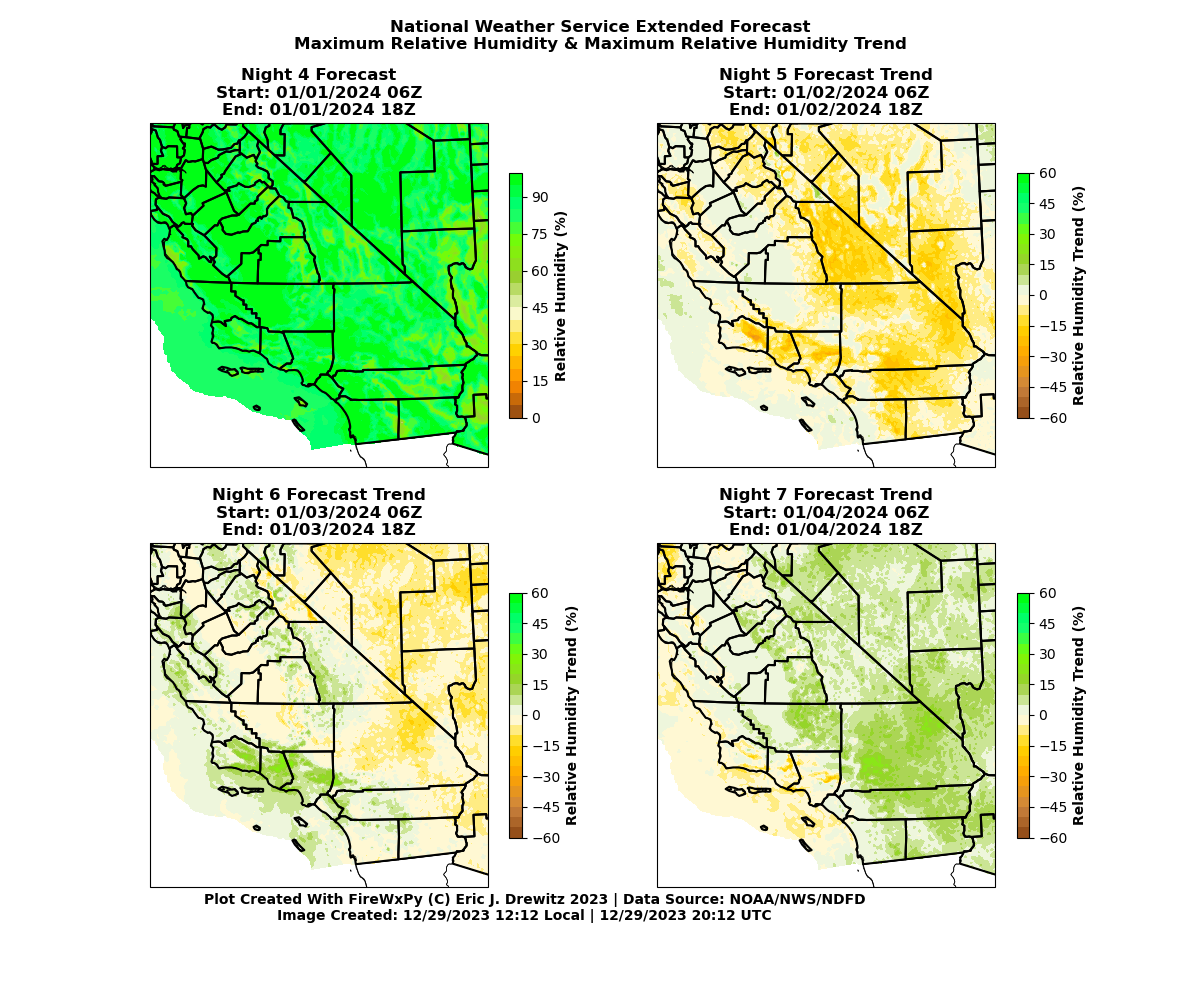 National Weather Service Extended Forecast
Maximum Relative Humidity & Maximum Relative Humidity Trend
Night 4 Forecast
Start: 01/01/2024 06Z
End: 01/01/2024 18Z
90
75
60
45
30
15
0
Relative Humidity (%)
Night 5 Forecast Trend
Start: 01/02/2024 06Z
End: 01/02/2024 18Z
60
45
30
15
0
−15
−30
−45
−60
Relative Humidity Trend (%)
Night 6 Forecast Trend
Start: 01/03/2024 06Z
End: 01/03/2024 18Z
60
45
30
15
0
−15
−30
−45
−60
Relative Humidity Trend (%)
Night 7 Forecast Trend
Start: 01/04/2024 06Z
End: 01/04/2024 18Z
60
45
30
15
0
−15
−30
−45
−60
Relative Humidity Trend (%)
Plot Created With FireWxPy (C) Eric J. Drewitz 2023 | Data Source: NOAA/NWS/NDFD
Image Created: 12/29/2023 12:12 Local | 12/29/2023 20:12 UTC